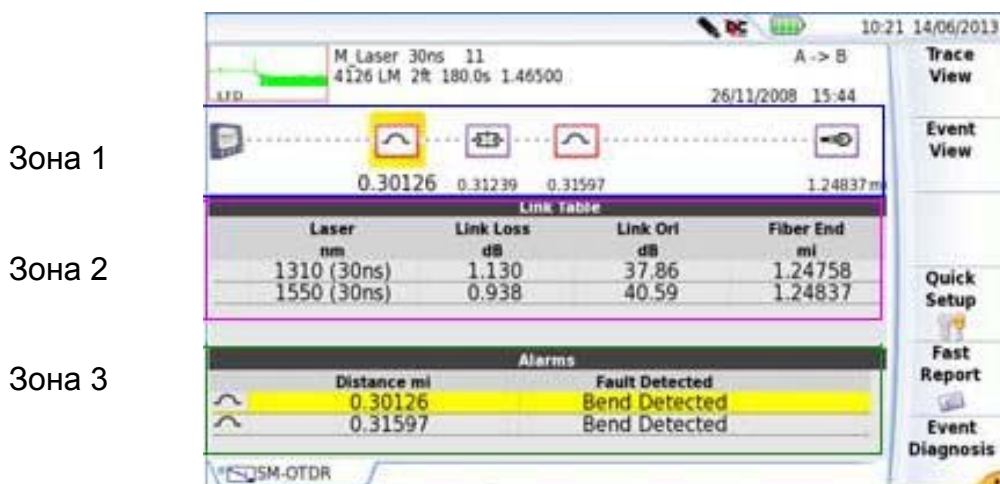 10:21 14/06/2013
M_Laser 30ns 11
4126 LM 2ft 180.0s 1.46500
A -> B
26/11/2008 15:44
LFD
Зона 1
0.30126 0.31239 0.31597 1.24837 mi
Link Table
Laser Link Loss Link Orl Fiber End
nm dB dB mi
1310 (30ns) 1.130 37.86 1.24758
1550 (30ns) 0.938 40.59 1.24837
Зона 2
Alarms
Distance mi Fault Detected
0.30126 Bend Detected
0.31597 Bend Detected
Зона 3
SM-OTDR
Trace
View
Event
View
Quick
Setup
Fast
Report
Event
Diagnosis